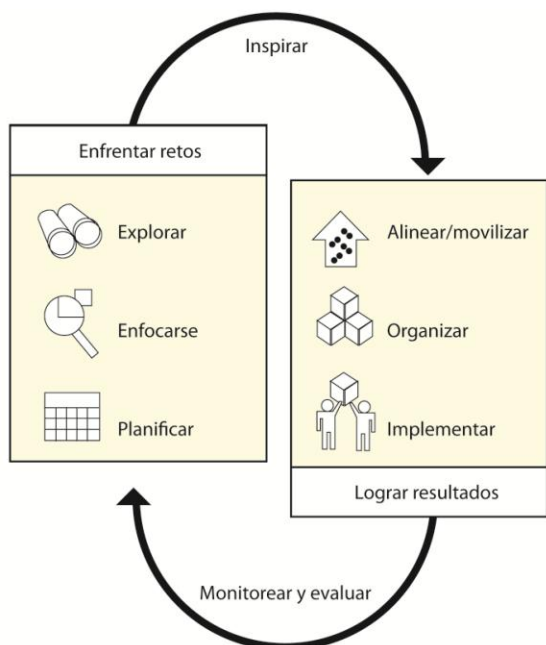 Inspirar
Enfrentar retos
Explorar
Enfocarse
Planificar
Alinear/movilizar
Organizar
Implementar
Lograr resultados
Monitorear y evaluar